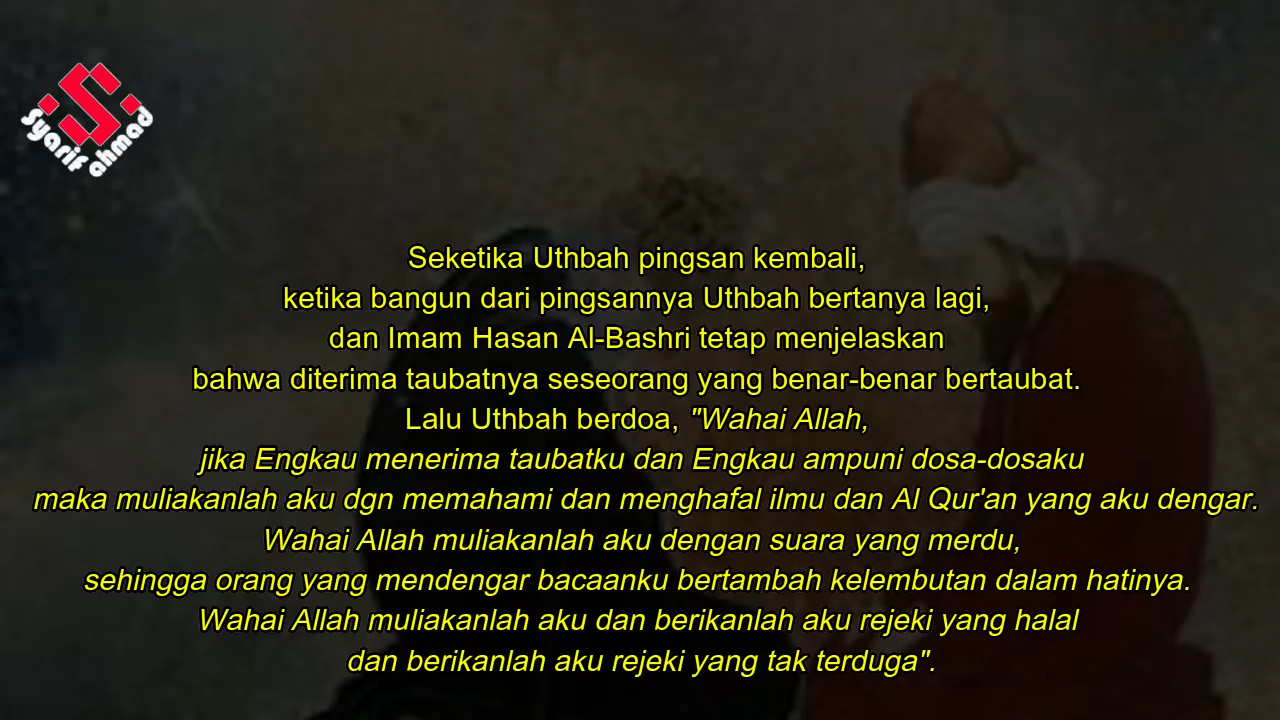 Syarif ahmad
Seketika Uthbah pingsan kembali,
ketika bangun dari pingsannya Uthbah bertanya lagi,
dan Imam Hasan Al-Bashri tetap menjelaskan
bahwa diterima taubatnya seseorang yang benar-benar bertaubat.
Lalu Uthbah berdoa, "Wahai Allah,
jika Engkau menerima taubatku dan Engkau ampuni dosa-dosaku
maka muliakanlah aku dgn memahami dan menghafal ilmu dan Al Qur'an yang aku dengar.
Wahai Allah muliakanlah aku dengan suara yang merdu,
sehingga orang yang mendengar bacaanku bertambah kelembutan dalam hatinya.
Wahai Allah muliakanlah aku dan berikanlah aku rejeki yang halal
dan berikanlah aku rejeki yang tak terduga".